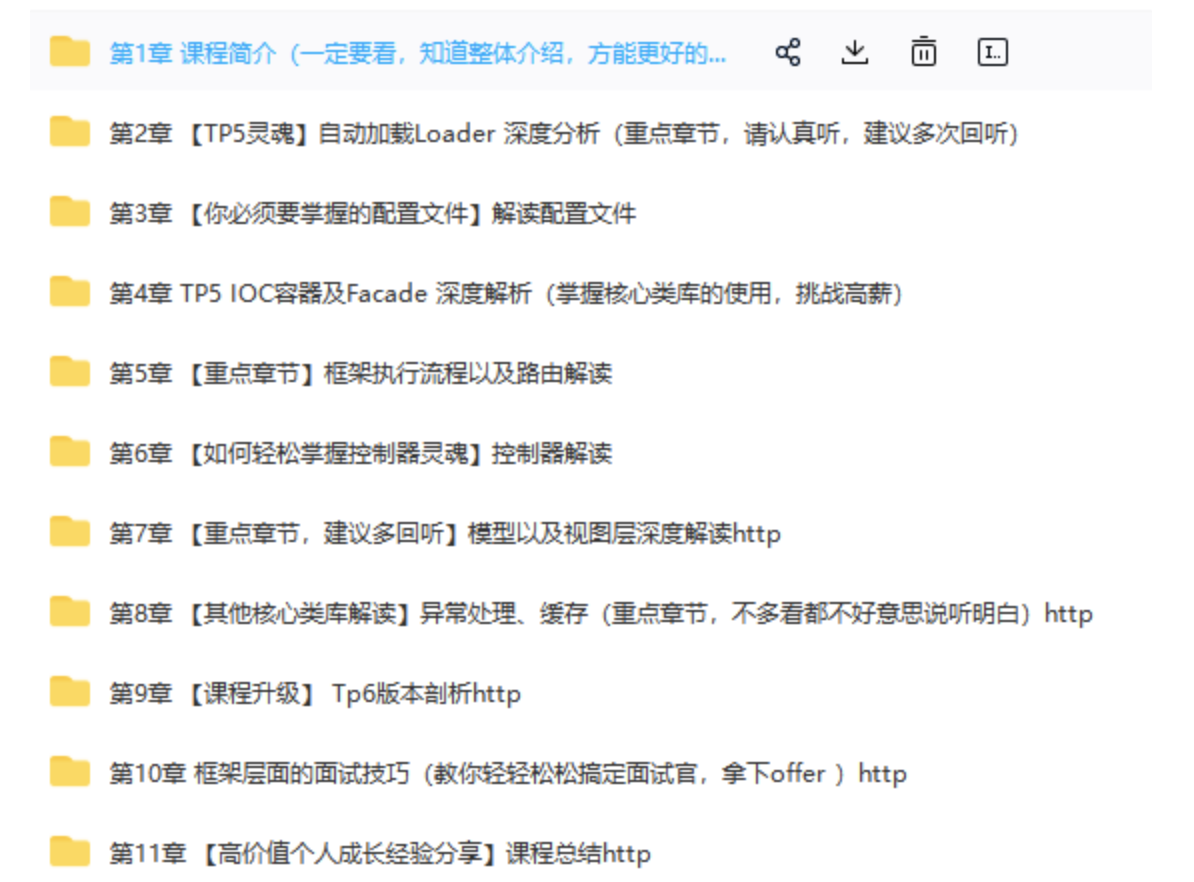 第1章 课程简介（一定要看，知道整体介绍，方能更好的...
第2章 【TP5灵魂】自动加载Loader 深度分析（重点章节，请认真听，建议多次回听）
第3章 【你必须要掌握的配置文件】解读配置文件
第4章 TP5 IOC容器及Facade 深度解析（掌握核心类库的使用，挑战高薪）
第5章 【重点章节】框架执行流程以及路由解读
第6章 【如何轻松掌握控制器灵魂】控制器解读
第7章 【重点章节，建议多回听】模型以及视图层深度解读http
第8章 【其他核心类库解读】异常处理、缓存（重点章节，不多看都不好意思说听明白）http
第9章 【课程升级】 Tp6版本剖析http
第10章 框架层面的面试技巧（教你轻轻松松搞定面试官，拿下offer ）http
第11章 【高价值个人成长经验分享】课程总结http